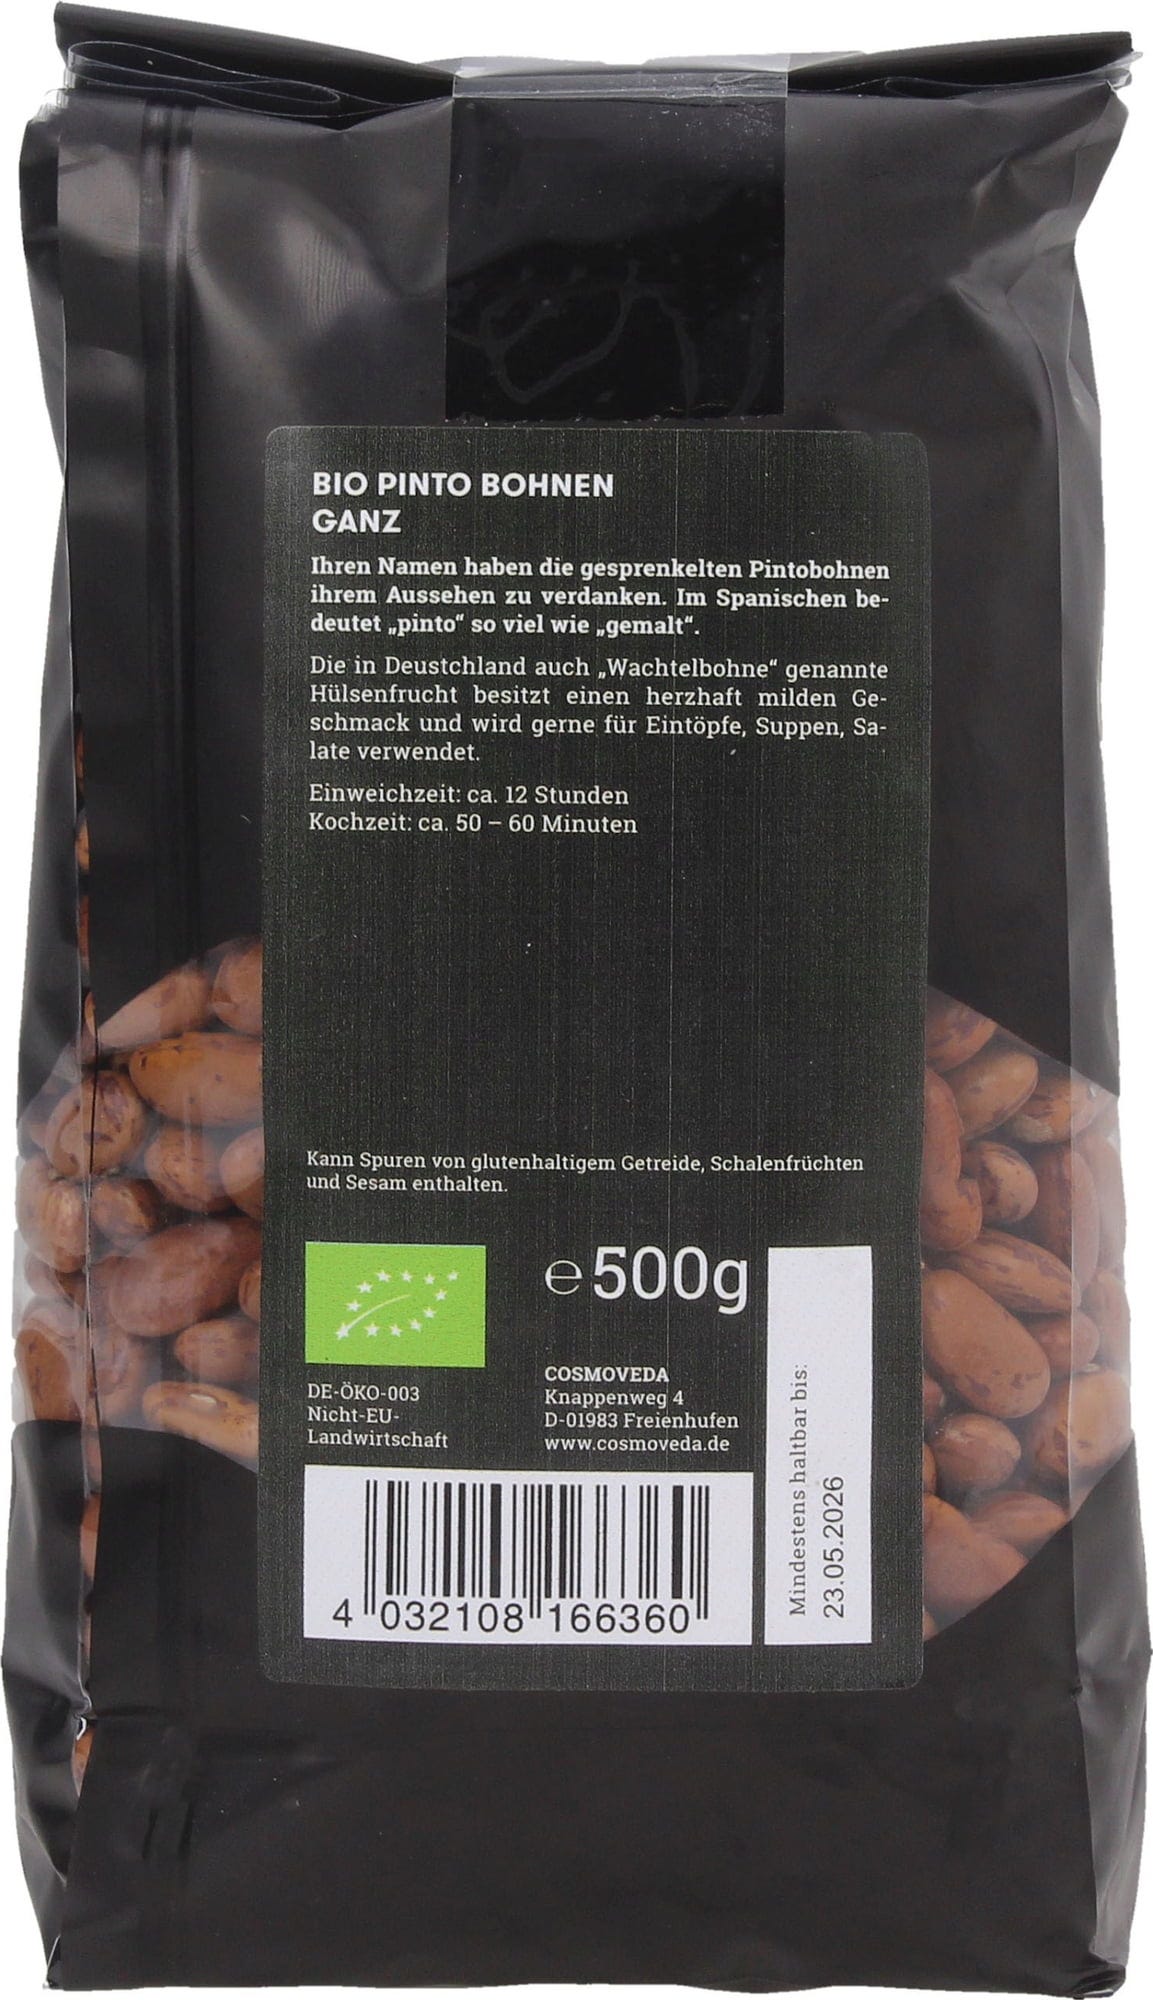 BIO PINTO BOHNEN
GANZ
Ihren Namen haben die gesprenkelten Pintobohnen
ihrem Aussehen zu verdanken. Im Spanischen be-
deutet „pinto“ so viel wie „gemalt“.
Die in Deustchland auch „Wachtelbohne“ genannte
Hülsenfrucht besitzt einen herzhaft milden Ge-
schmack und wird gerne für Eintöpfe, Suppen, Sa-
late verwendet.
Einweichzeit: ca. 12 Stunden
Kochzeit: ca. 50 – 60 Minuten
Kann Spuren von glutenhaltigem Getreide, Schalenfrüchten
und Sesam enthalten.
℮ 500g
DE-ÖKO-003
Nicht-EU-
Landwirtschaft
COSMOVEDA
Knappenweg 4
D-01983 Freienhufen
www.cosmoveda.de
Mindestens haltbar bis:
23.05.2026
4 032108 166360